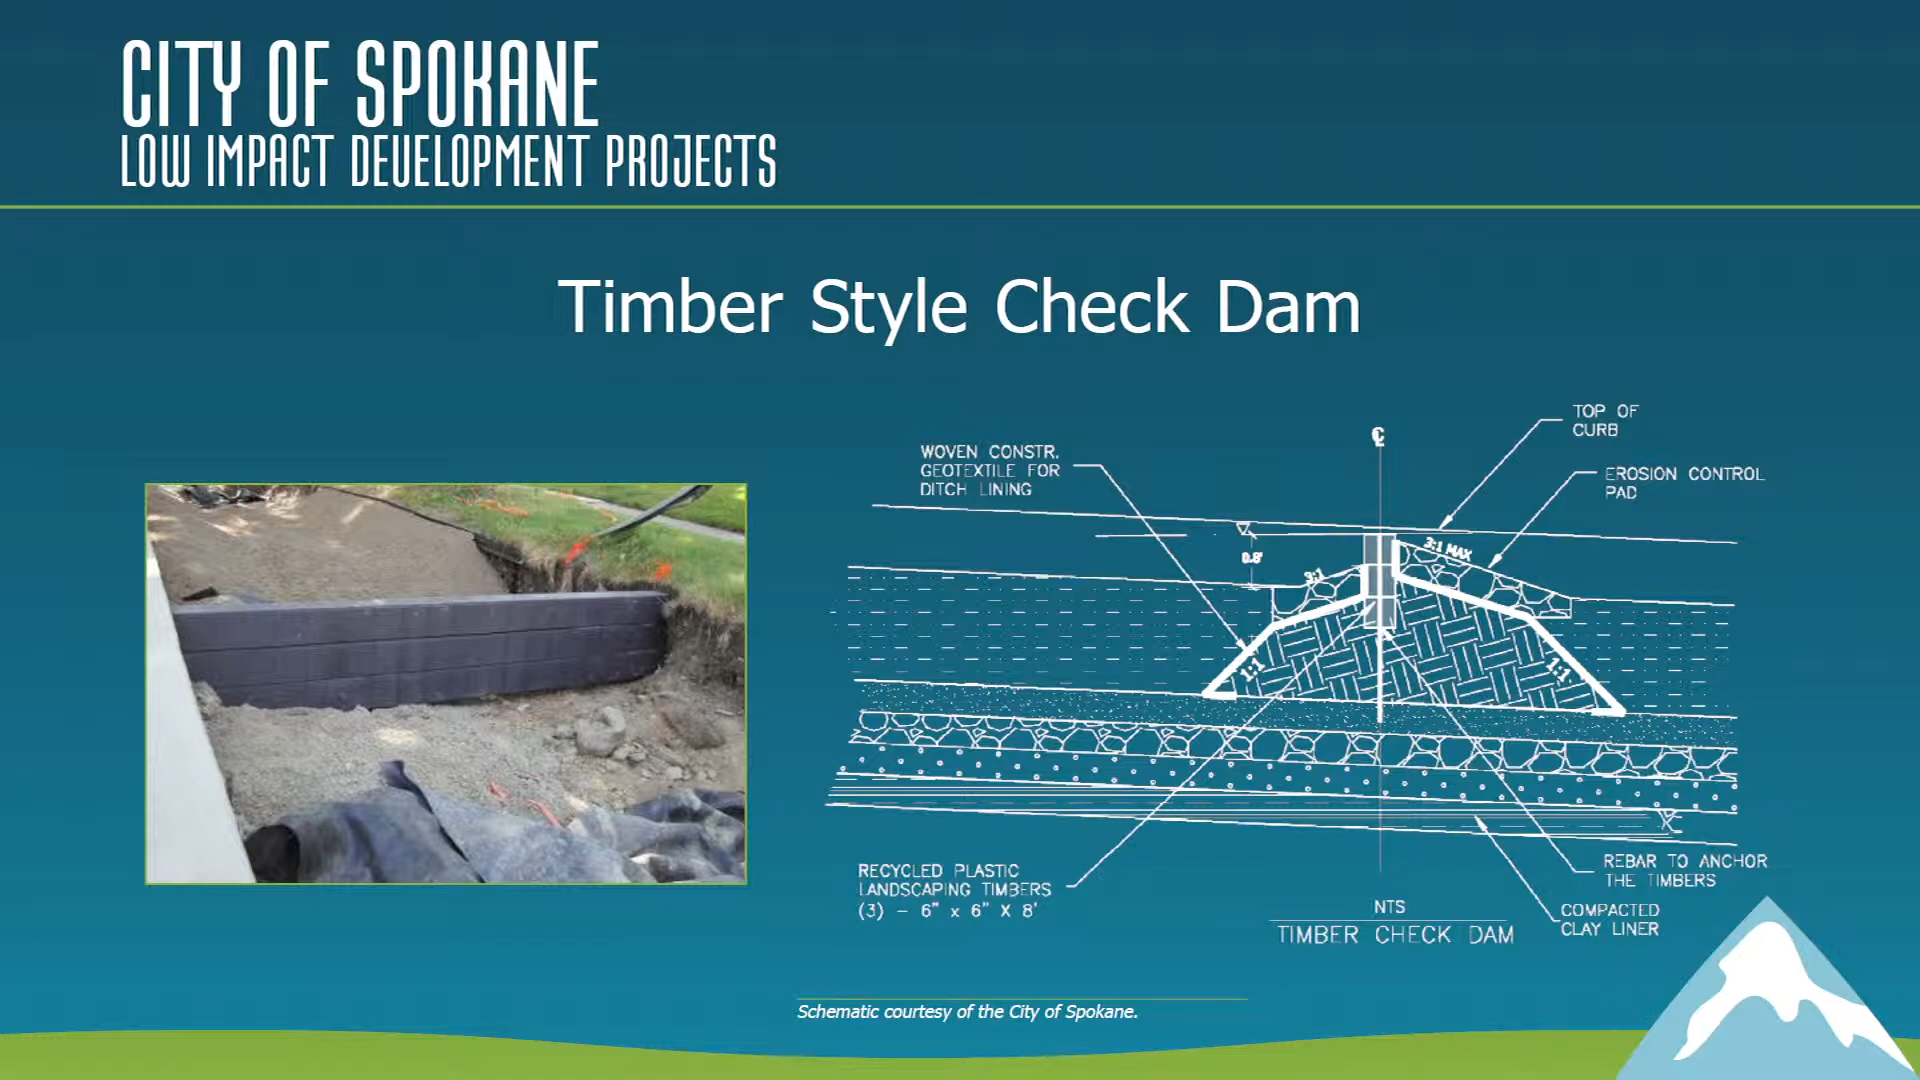 CITY OF SPOKANE
LOW IMPACT DEVELOPMENT PROJECTS
Timber Style Check Dam
TOP OF
CURB
WOVEN CONSTR.
GEOTEXTILE FOR
DITCH LINING
EROSION CONTROL
PAD
0.8'
3:1
3:1 MAX
1:1
1:1
RECYCLED PLASTIC
LANDSCAPING TIMBERS
(3) - 6" x 6" X 8'
REBAR TO ANCHOR
THE TIMBERS
COMPACTED
CLAY LINER
NTS
TIMBER CHECK DAM
Schematic courtesy of the City of Spokane.